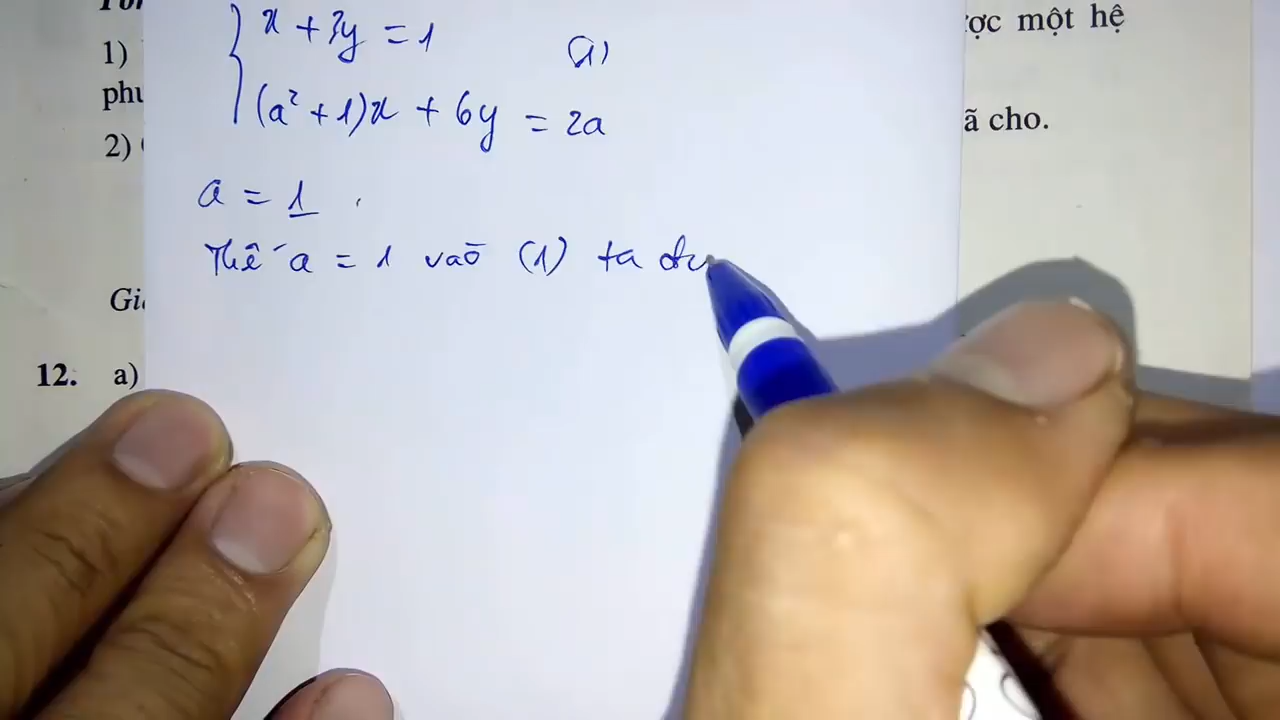 1)
phư
2)
ợc một hệ
ã cho.
x + 3y = 1 (1)
(a² + 1)x + 6y = 2a
a = 1
Thế a = 1 vào (1) ta đư
Gi
12. a)